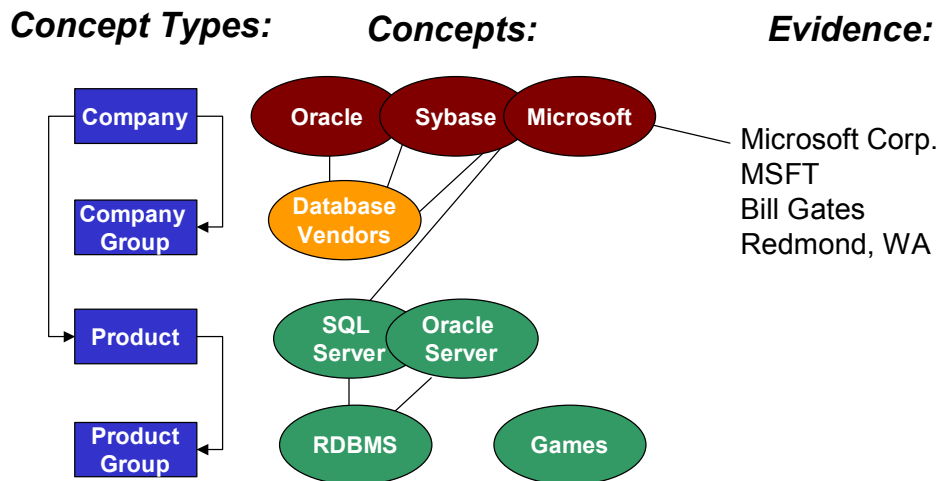 Concept Types:
Concepts:
Evidence:
Company
Oracle
Sybase
Microsoft
Microsoft Corp.
MSFT
Bill Gates
Redmond, WA
Company
Group
Database
Vendors
Product
SQL
Server
Oracle
Server
Product
Group
RDBMS
Games